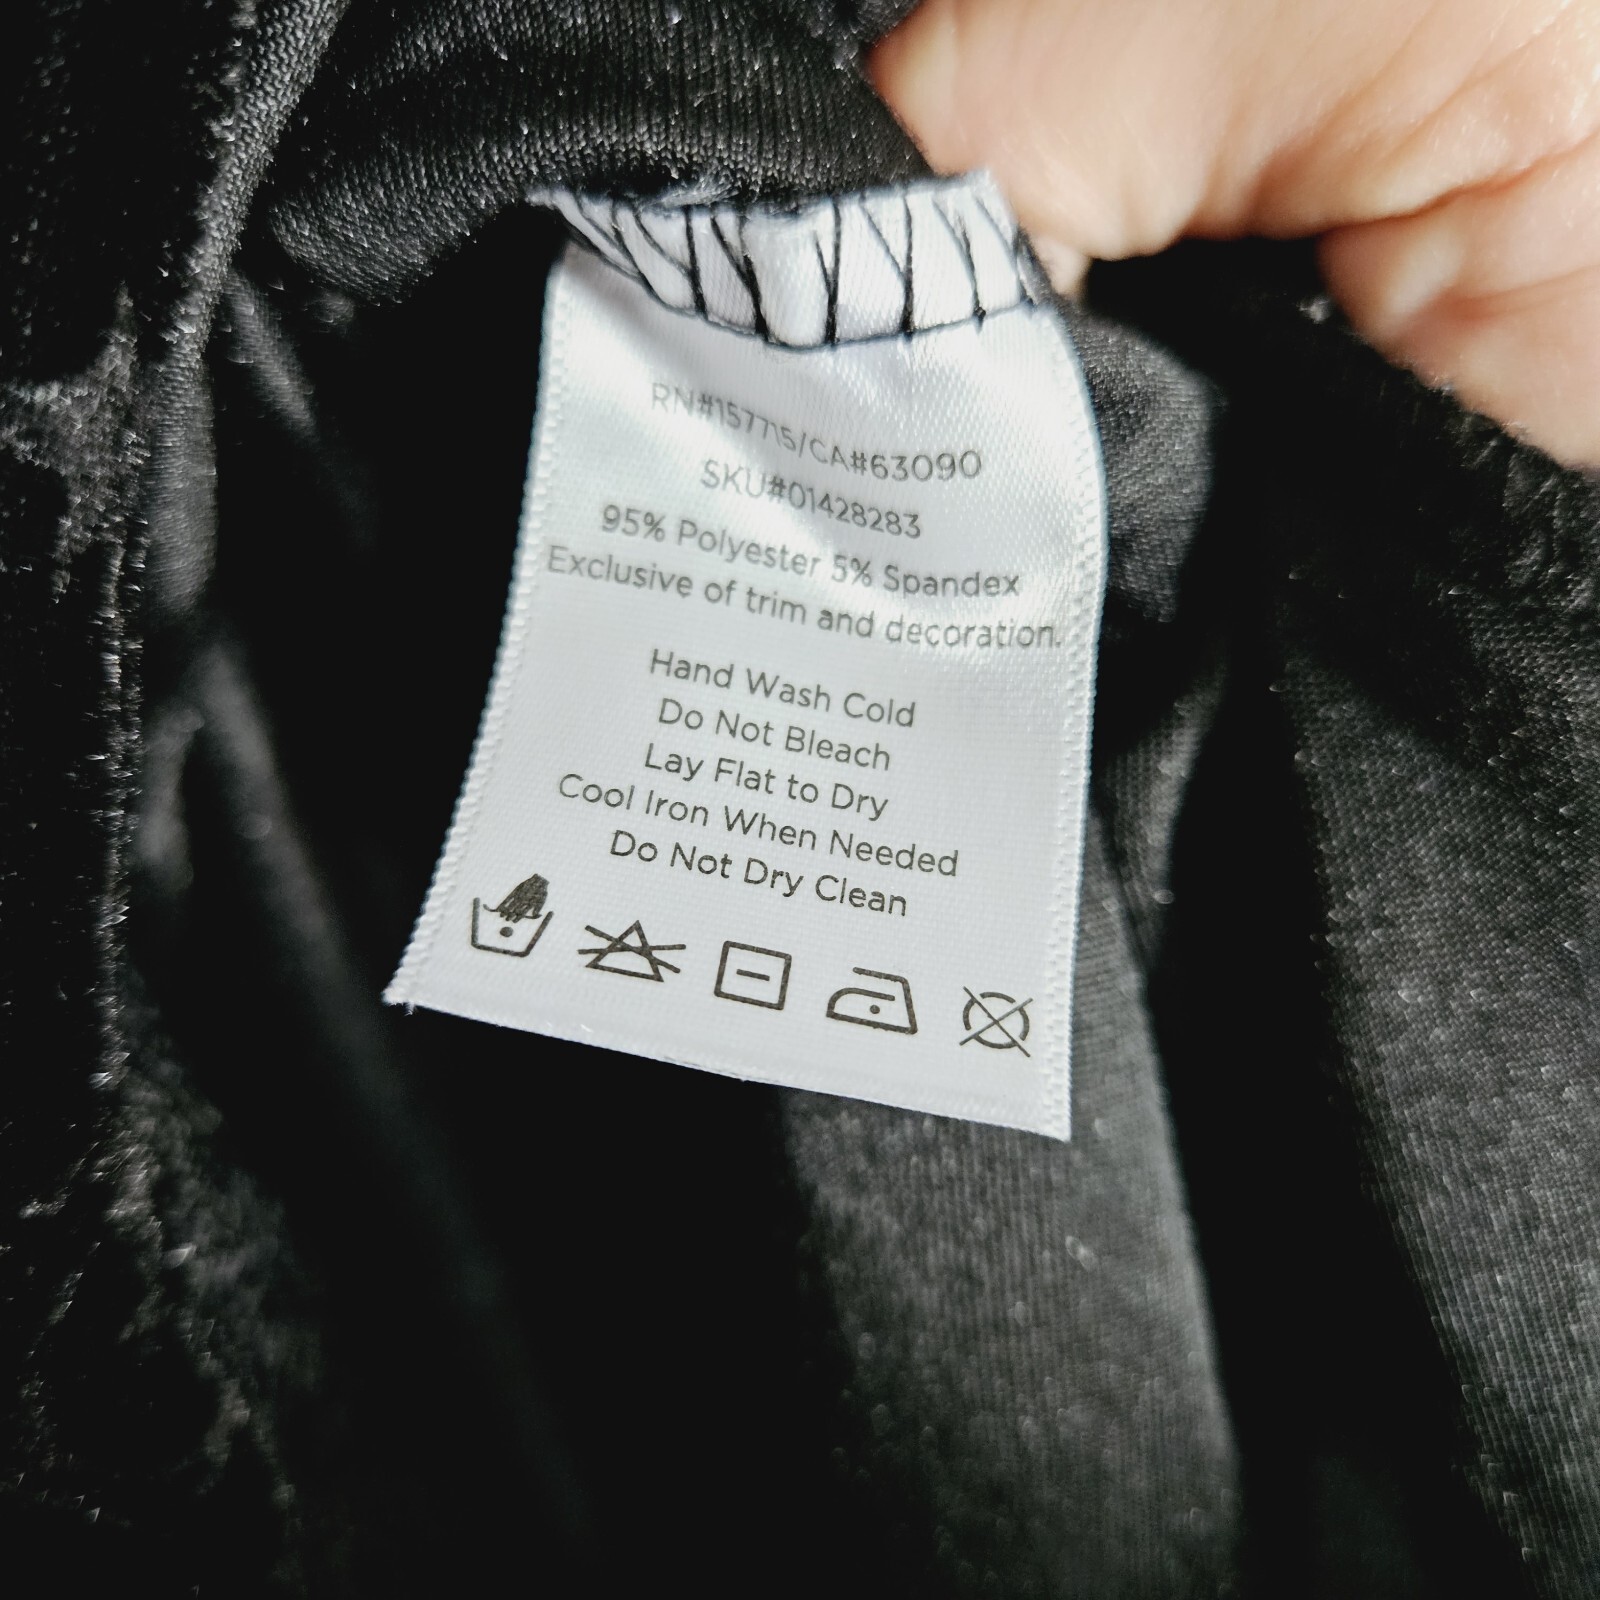 RN#157715/CA#63090
SKU#01428283
95% Polyester 5% Spandex
Exclusive of trim and decoration.
Hand Wash Cold
Do Not Bleach
Lay Flat to Dry
Cool Iron When Needed
Do Not Dry Clean